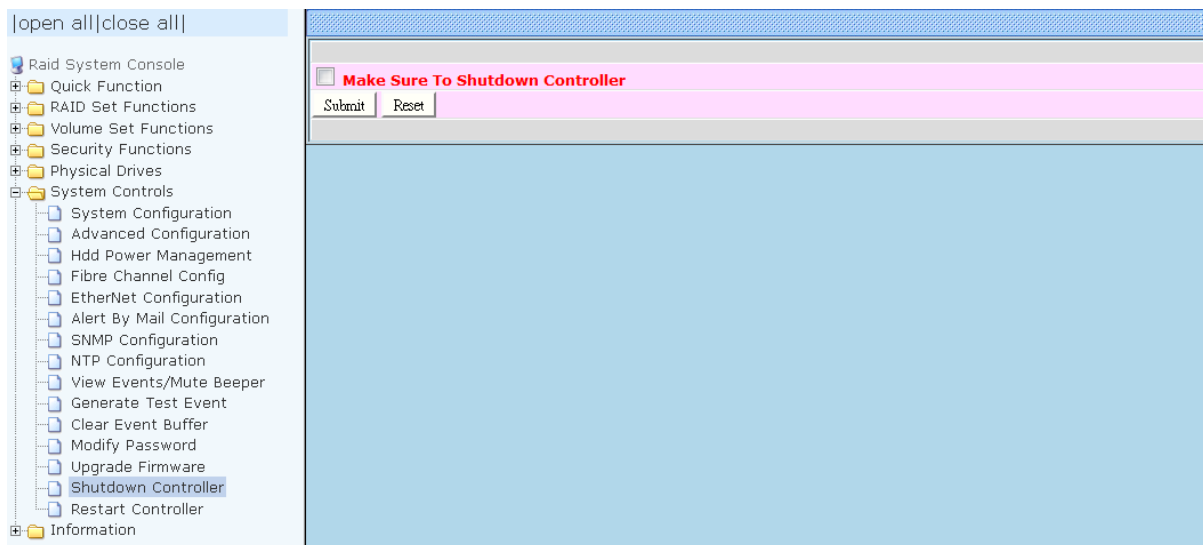 |open all|close all|
Raid System Console
Quick Function
RAID Set Functions
Volume Set Functions
Security Functions
Physical Drives
System Controls
System Configuration
Advanced Configuration
Hdd Power Management
Fibre Channel Config
EtherNet Configuration
Alert By Mail Configuration
SNMP Configuration
NTP Configuration
View Events/Mute Beeper
Generate Test Event
Clear Event Buffer
Modify Password
Upgrade Firmware
Shutdown Controller
Restart Controller
Information
Make Sure To Shutdown Controller
Submit Reset